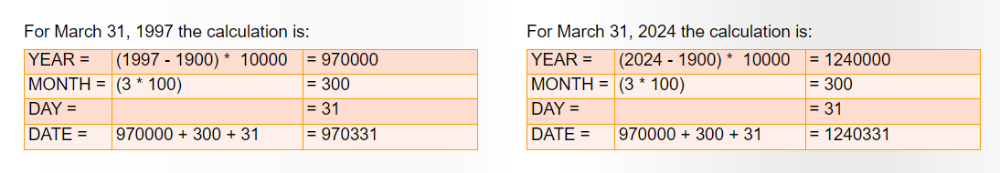 For March 31, 1997 the calculation is:
YEAR = (1997 - 1900) * 10000 = 970000
MONTH = (3 * 100) = 300
DAY = = 31
DATE = 970000 + 300 + 31 = 970331
For March 31, 2024 the calculation is:
YEAR = (2024 - 1900) * 10000 = 1240000
MONTH = (3 * 100) = 300
DAY = = 31
DATE = 970000 + 300 + 31 = 1240331